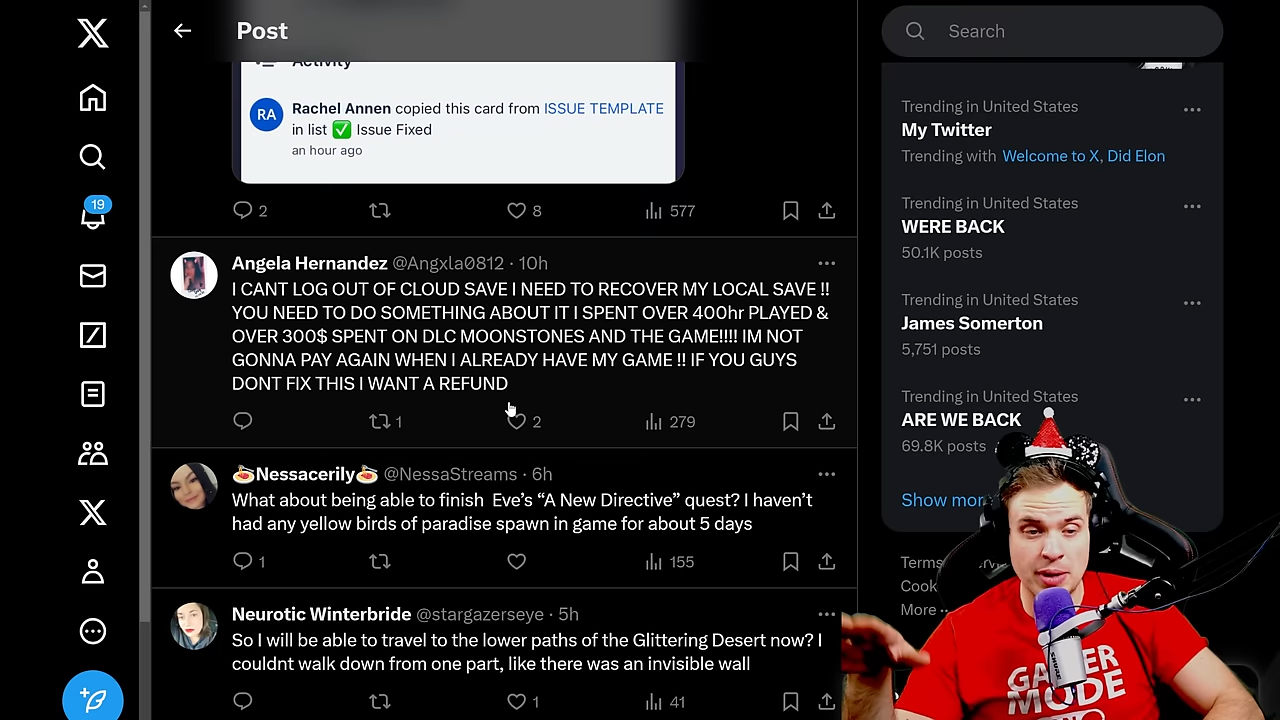 Post
Search
Activity
RA
Rachel Annen copied this card from ISSUE TEMPLATE
in list ✅ Issue Fixed
an hour ago
2
8
577
Angela Hernandez @Angxla0812 · 10h
I CANT LOG OUT OF CLOUD SAVE I NEED TO RECOVER MY LOCAL SAVE !!
YOU NEED TO DO SOMETHING ABOUT IT I SPENT OVER 400hr PLAYED &
OVER 300$ SPENT ON DLC MOONSTONES AND THE GAME!!!! IM NOT
GONNA PAY AGAIN WHEN I ALREADY HAVE MY GAME !! IF YOU GUYS
DONT FIX THIS I WANT A REFUND
1
2
279
🍝Nessacerily🍝 @NessaStreams · 6h
What about being able to finish Eve’s “A New Directive” quest? I haven’t
had any yellow birds of paradise spawn in game for about 5 days
1
155
Neurotic Winterbride @stargazerseye · 5h
So I will be able to travel to the lower paths of the Glittering Desert now? I
couldnt walk down from one part, like there was an invisible wall
1
41
19
Trending in United States
My Twitter
Trending with Welcome to X, Did Elon
Trending in United States
WERE BACK
50.1K posts
Trending in United States
James Somerton
5,751 posts
Trending in United States
ARE WE BACK
69.8K posts
Show mor
Terms
Cook
More
GAMER
MODE